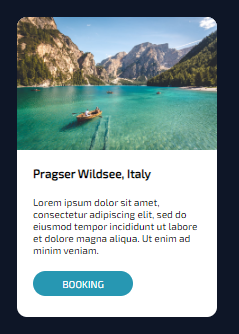 Pragser Wildsee, Italy
Lorem ipsum dolor sit amet,
consectetur adipiscing elit, sed do
eiusmod tempor incididunt ut labore
et dolore magna aliqua. Ut enim ad
minim veniam.
BOOKING